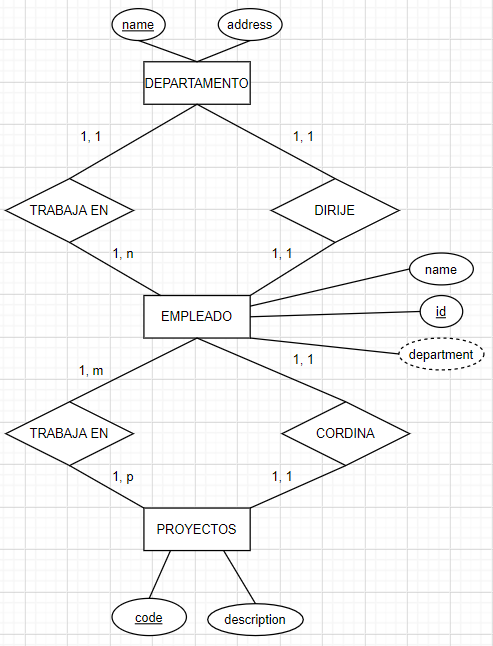 name
address
DEPARTAMENTO
1, 1
1, 1
TRABAJA EN
DIRIJE
1, n
1, 1
name
id
EMPLEADO
department
1, m
1, 1
TRABAJA EN
CORDINA
1, p
1, 1
PROYECTOS
code
description